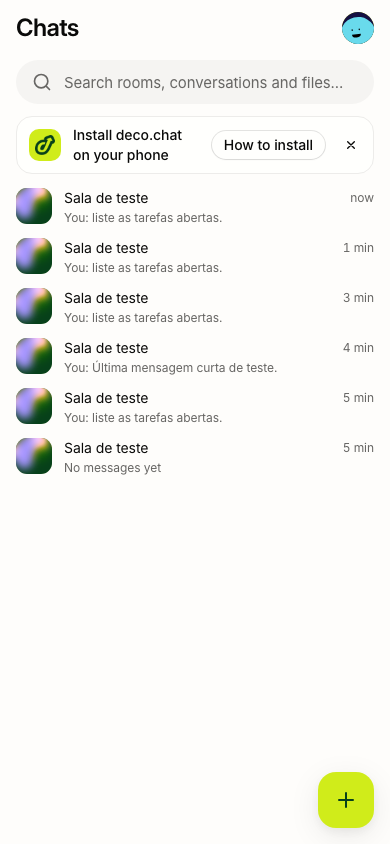 Chats
Search rooms, conversations and files...
Install deco.chat
on your phone
How to install
Sala de teste
now
You: liste as tarefas abertas.
Sala de teste
1 min
You: liste as tarefas abertas.
Sala de teste
3 min
You: liste as tarefas abertas.
Sala de teste
4 min
You: Última mensagem curta de teste.
Sala de teste
5 min
You: liste as tarefas abertas.
Sala de teste
5 min
No messages yet